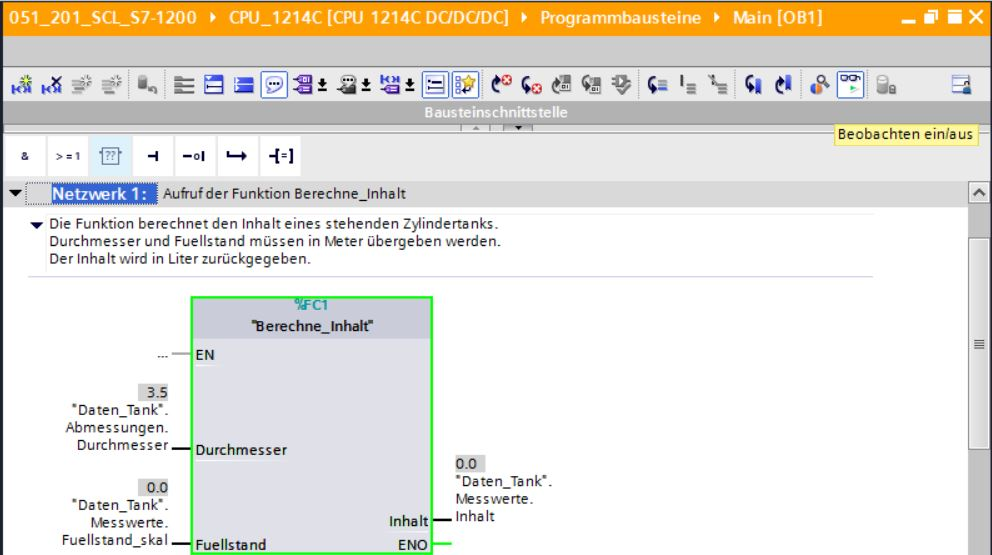 051_201_SCL_S7-1200 ▸ CPU_1214C [CPU 1214C DC/DC/DC] ▸ Programmbausteine ▸ Main [OB1]
Bausteinschnittstelle
Beobachten ein/aus
& >=1 ??
Netzwerk 1: Aufruf der Funktion Berechne_Inhalt
Die Funktion berechnet den Inhalt eines stehenden Zylindertanks.
Durchmesser und Fuellstand müssen in Meter übergeben werden.
Der Inhalt wird in Liter zurückgegeben.
%FC1
"Berechne_Inhalt"
... EN
3.5
"Daten_Tank".
Abmessungen.
Durchmesser Durchmesser
0.0
"Daten_Tank".
Messwerte.
Fuellstand_skal Fuellstand
0.0
"Daten_Tank".
Messwerte.
Inhalt Inhalt
ENO